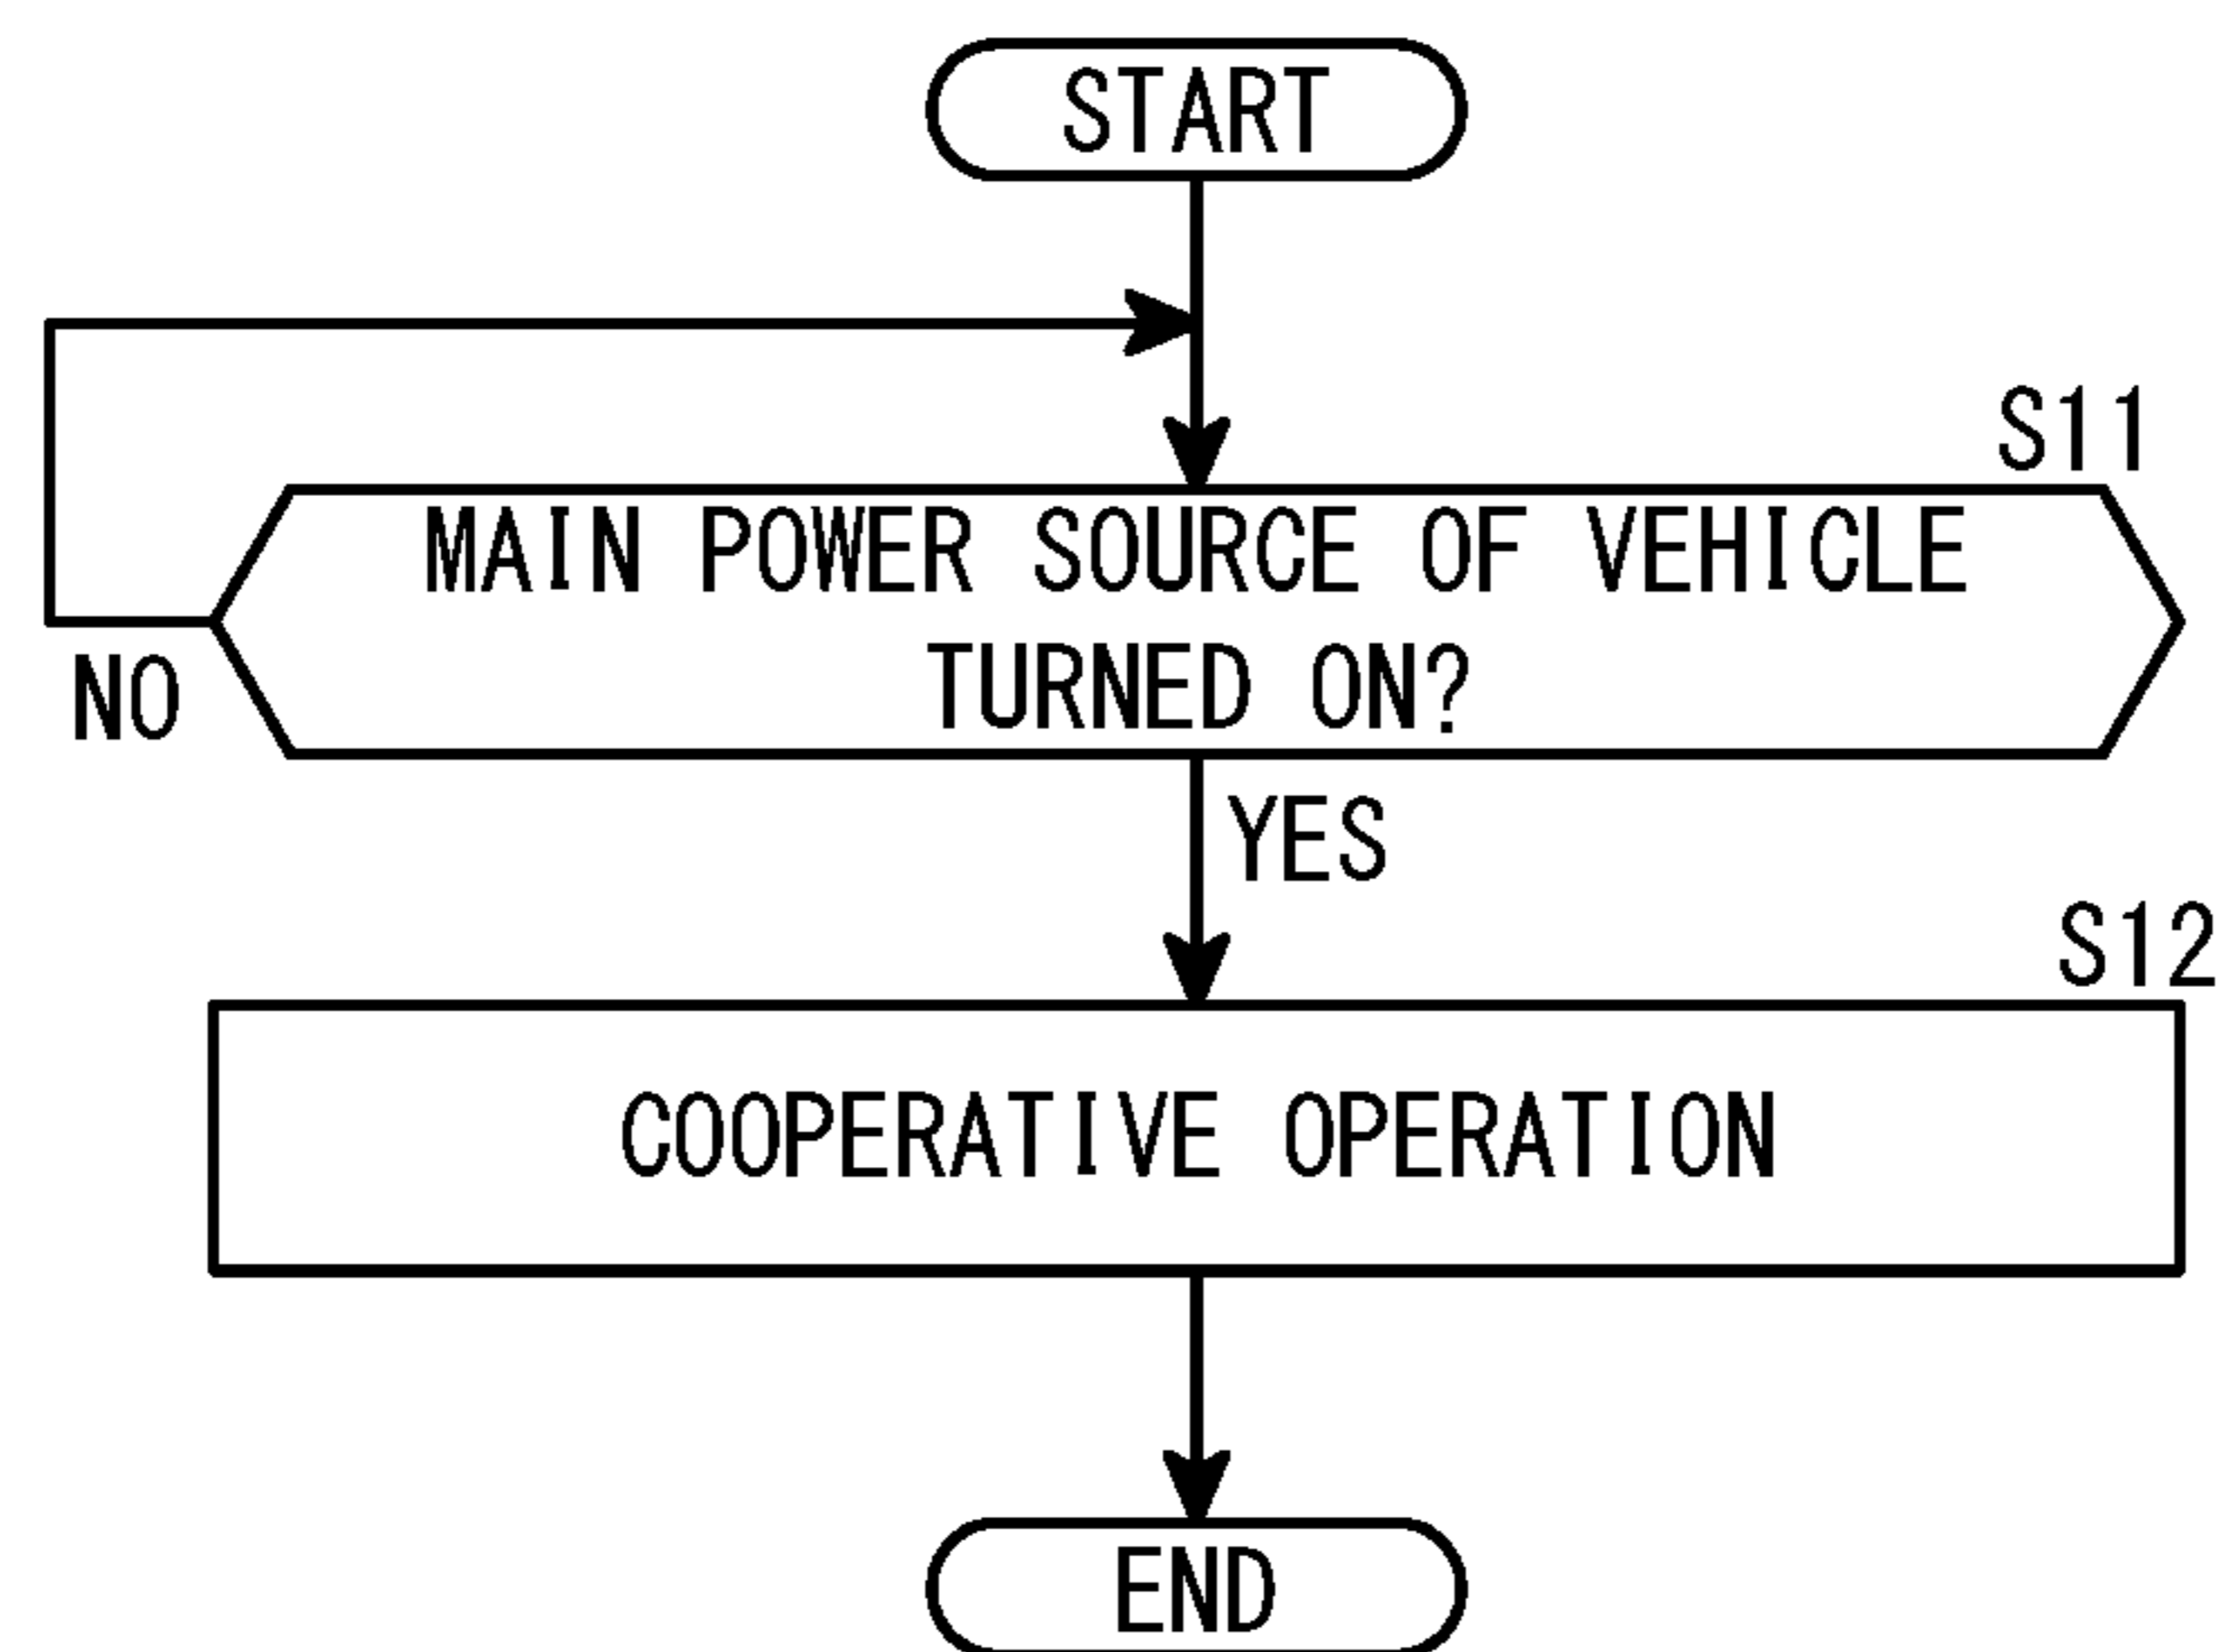 START
S11
MAIN POWER SOURCE OF VEHICLE
TURNED ON?
NO
YES
S12
COOPERATIVE OPERATION
END